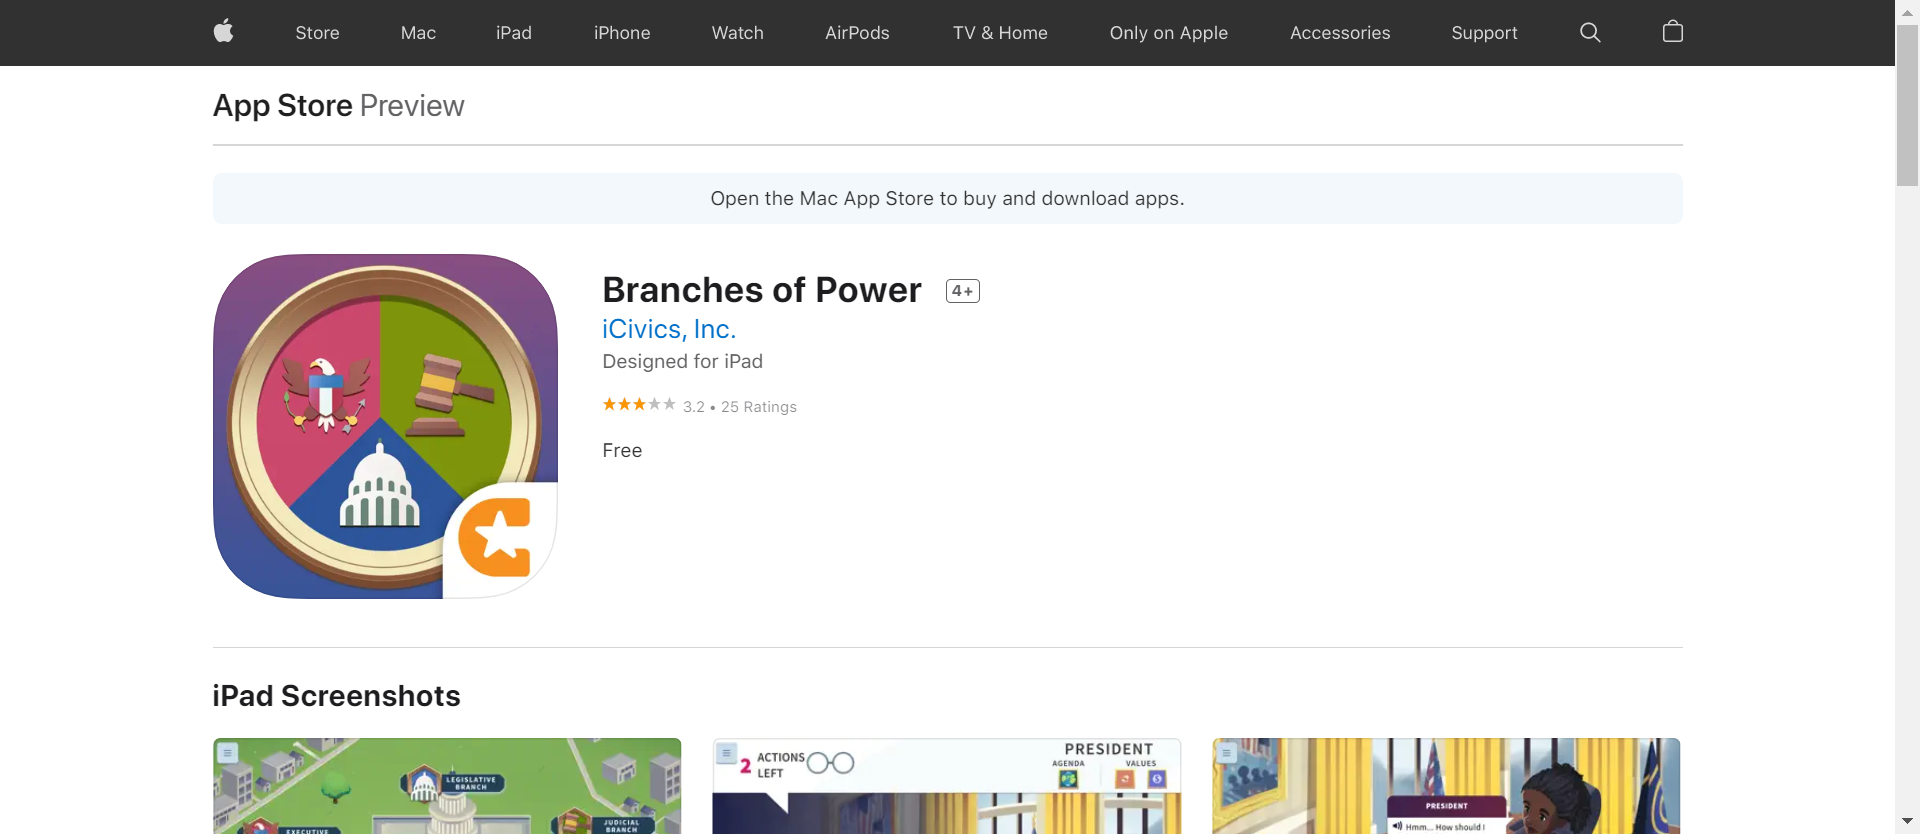 Store Mac iPad iPhone Watch AirPods TV & Home Only on Apple Accessories Support
App Store Preview
Open the Mac App Store to buy and download apps.
Branches of Power 4+
iCivics, Inc.
Designed for iPad
3.2 • 25 Ratings
Free
iPad Screenshots
LEGISLATIVE
BRANCH
JUDICIAL
BRANCH
EXECUTIVE
2 ACTIONS
LEFT
PRESIDENT
AGENDA VALUES
PRESIDENT
Hmm... How should I